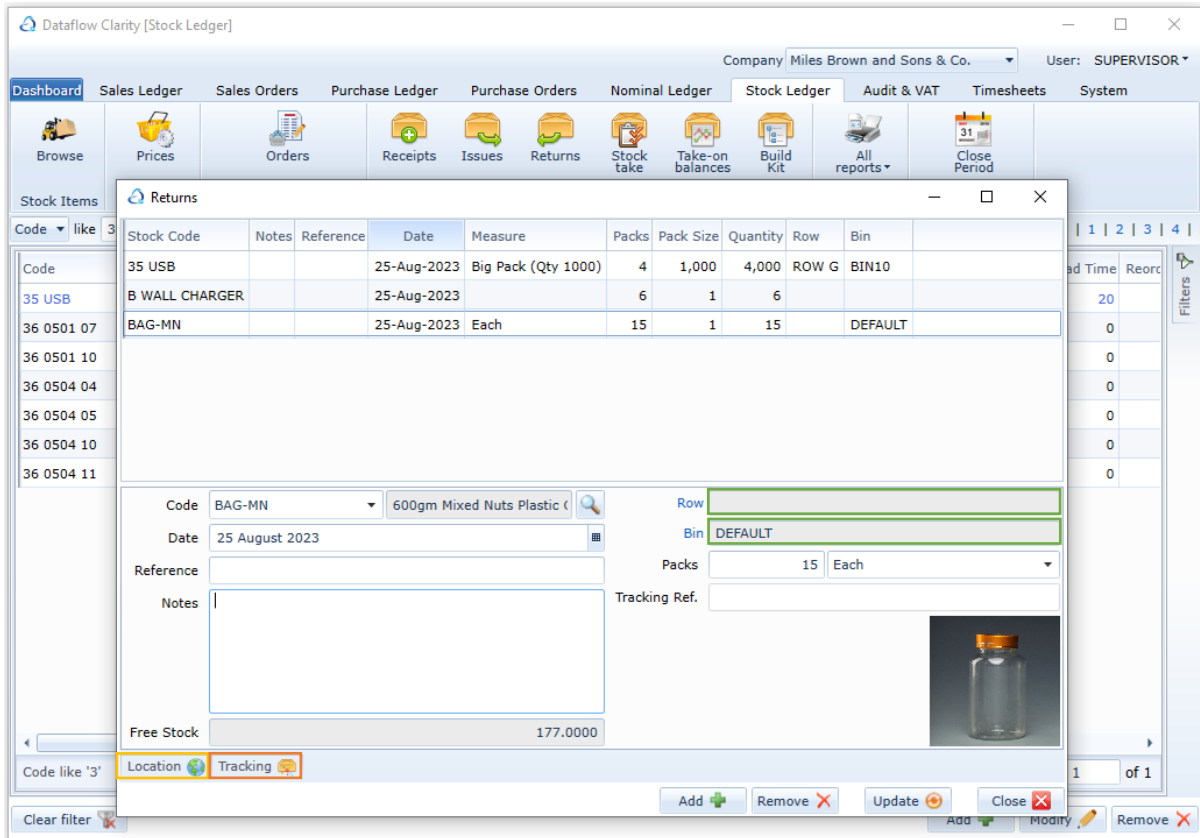 Dataflow Clarity [Stock Ledger]
Company Miles Brown and Sons & Co. User: SUPERVISOR
Dashboard Sales Ledger Sales Orders Purchase Ledger Purchase Orders Nominal Ledger Stock Ledger Audit & VAT Timesheets System
Browse Prices Orders Receipts Issues Returns Stock take Take-on balances Build Kit All reports Close Period
31
Stock Items
Returns
Code like 3
| 1 | 2 | 3 | 4 |
Stock Code Notes Reference Date Measure Packs Pack Size Quantity Row Bin
35 USB 25-Aug-2023 Big Pack (Qty 1000) 4 1,000 4,000 ROW G BIN10
B WALL CHARGER 25-Aug-2023 6 1 6
BAG-MN 25-Aug-2023 Each 15 1 15 DEFAULT
Code
35 USB
36 0501 07
36 0501 10
36 0504 04
36 0504 05
36 0504 10
36 0504 11
Time
20
0
0
0
0
0
0
Filters
Code BAG-MN 600gm Mixed Nuts Plastic
Date 25 August 2023
Reference
Notes
Free Stock 177.0000
Row
Bin DEFAULT
Packs 15 Each
Tracking Ref.
Location Tracking
Code like '3'
1 of 1
Add Remove Update Close
Clear filter
Add Modify Remove